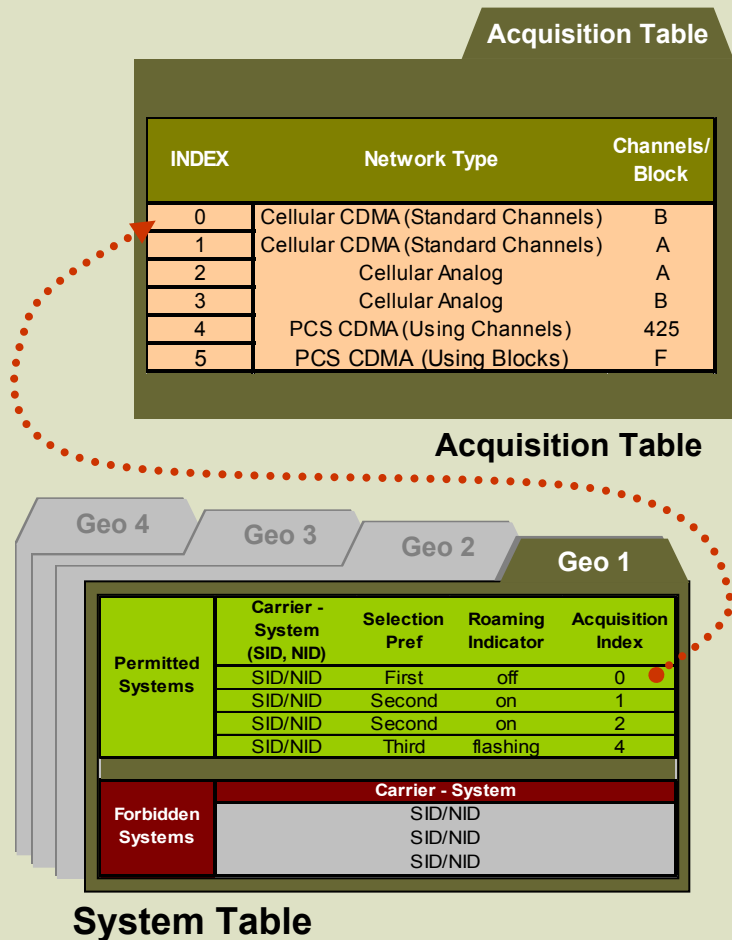 Acquisition Table
INDEX Network Type Channels/ Block
0 Cellular CDMA (Standard Channels) B
1 Cellular CDMA (Standard Channels) A
2 Cellular Analog A
3 Cellular Analog B
4 PCS CDMA (Using Channels) 425
5 PCS CDMA (Using Blocks) F
Acquisition Table
Geo 4 Geo 3 Geo 2 Geo 1
Permitted Systems
Carrier - System (SID, NID) Selection Pref Roaming Indicator Acquisition Index
SID/NID First off 0
SID/NID Second on 1
SID/NID Second on 2
SID/NID Third flashing 4
Forbidden Systems
Carrier - System
SID/NID
SID/NID
SID/NID
System Table